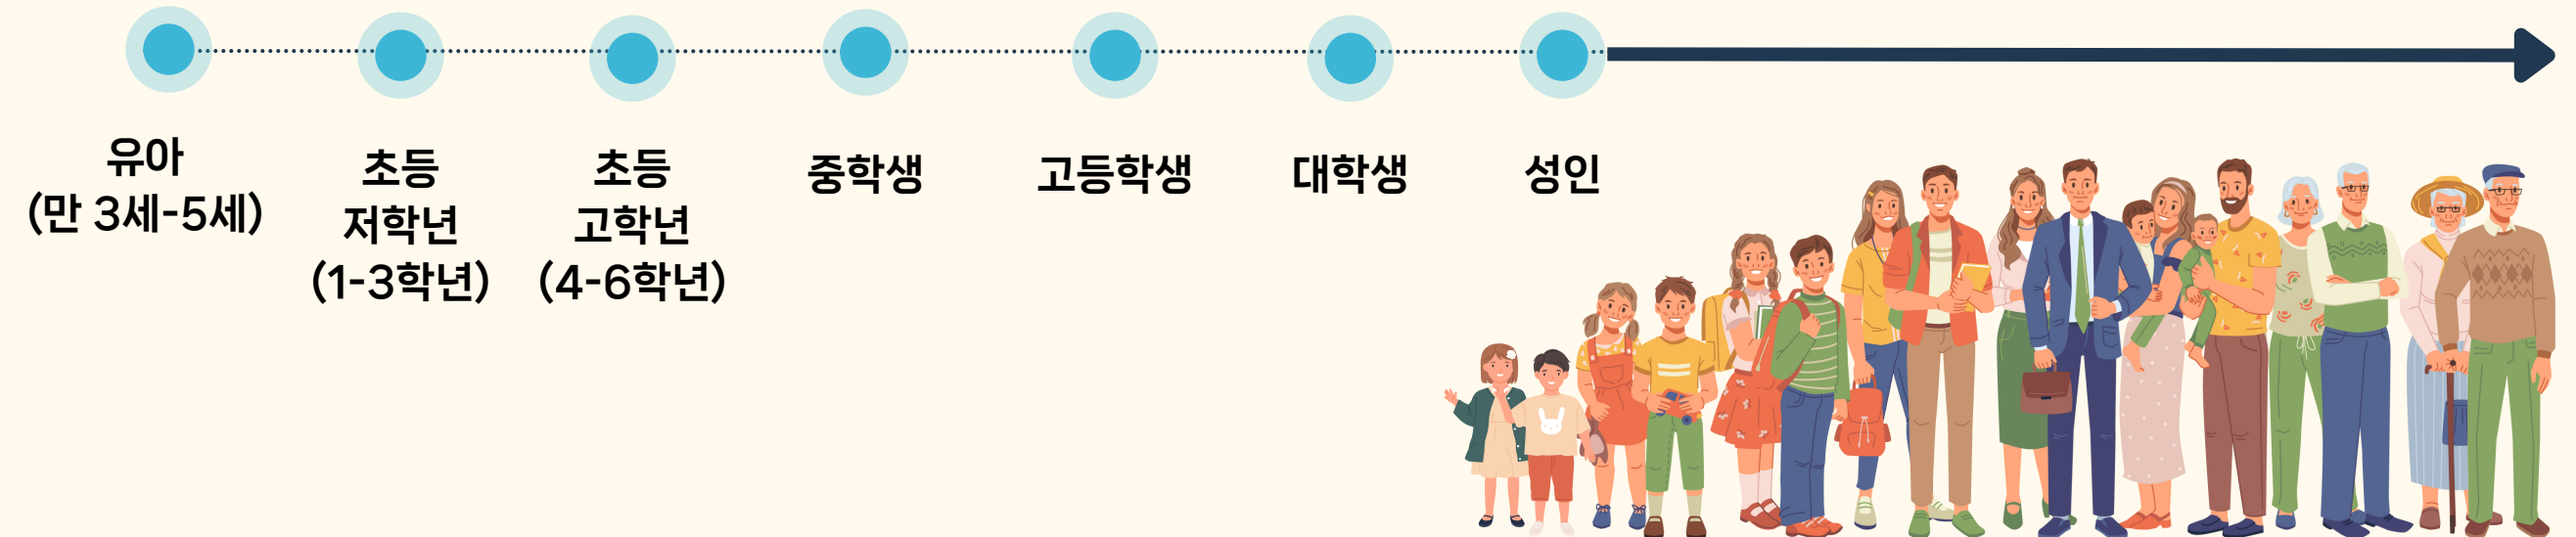 유아
(만 3세-5세)
초등
저학년
(1-3학년)
초등
고학년
(4-6학년)
중학생
고등학생
대학생
성인